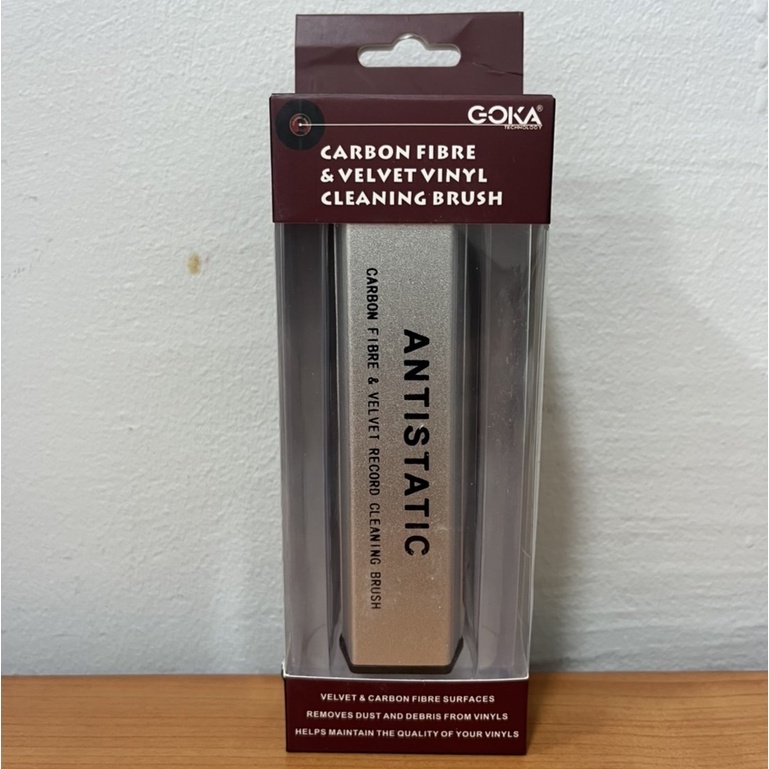 GOKA®
TECHNOLOGY
CARBON FIBRE
& VELVET VINYL
CLEANING BRUSH
ANTISTATIC
CARBON FIBRE & VELVET RECORD CLEANING BRUSH
VELVET & CARBON FIBRE SURFACES
REMOVES DUST AND DEBRIS FROM VINYLS
HELPS MAINTAIN THE QUALITY OF YOUR VINYLS